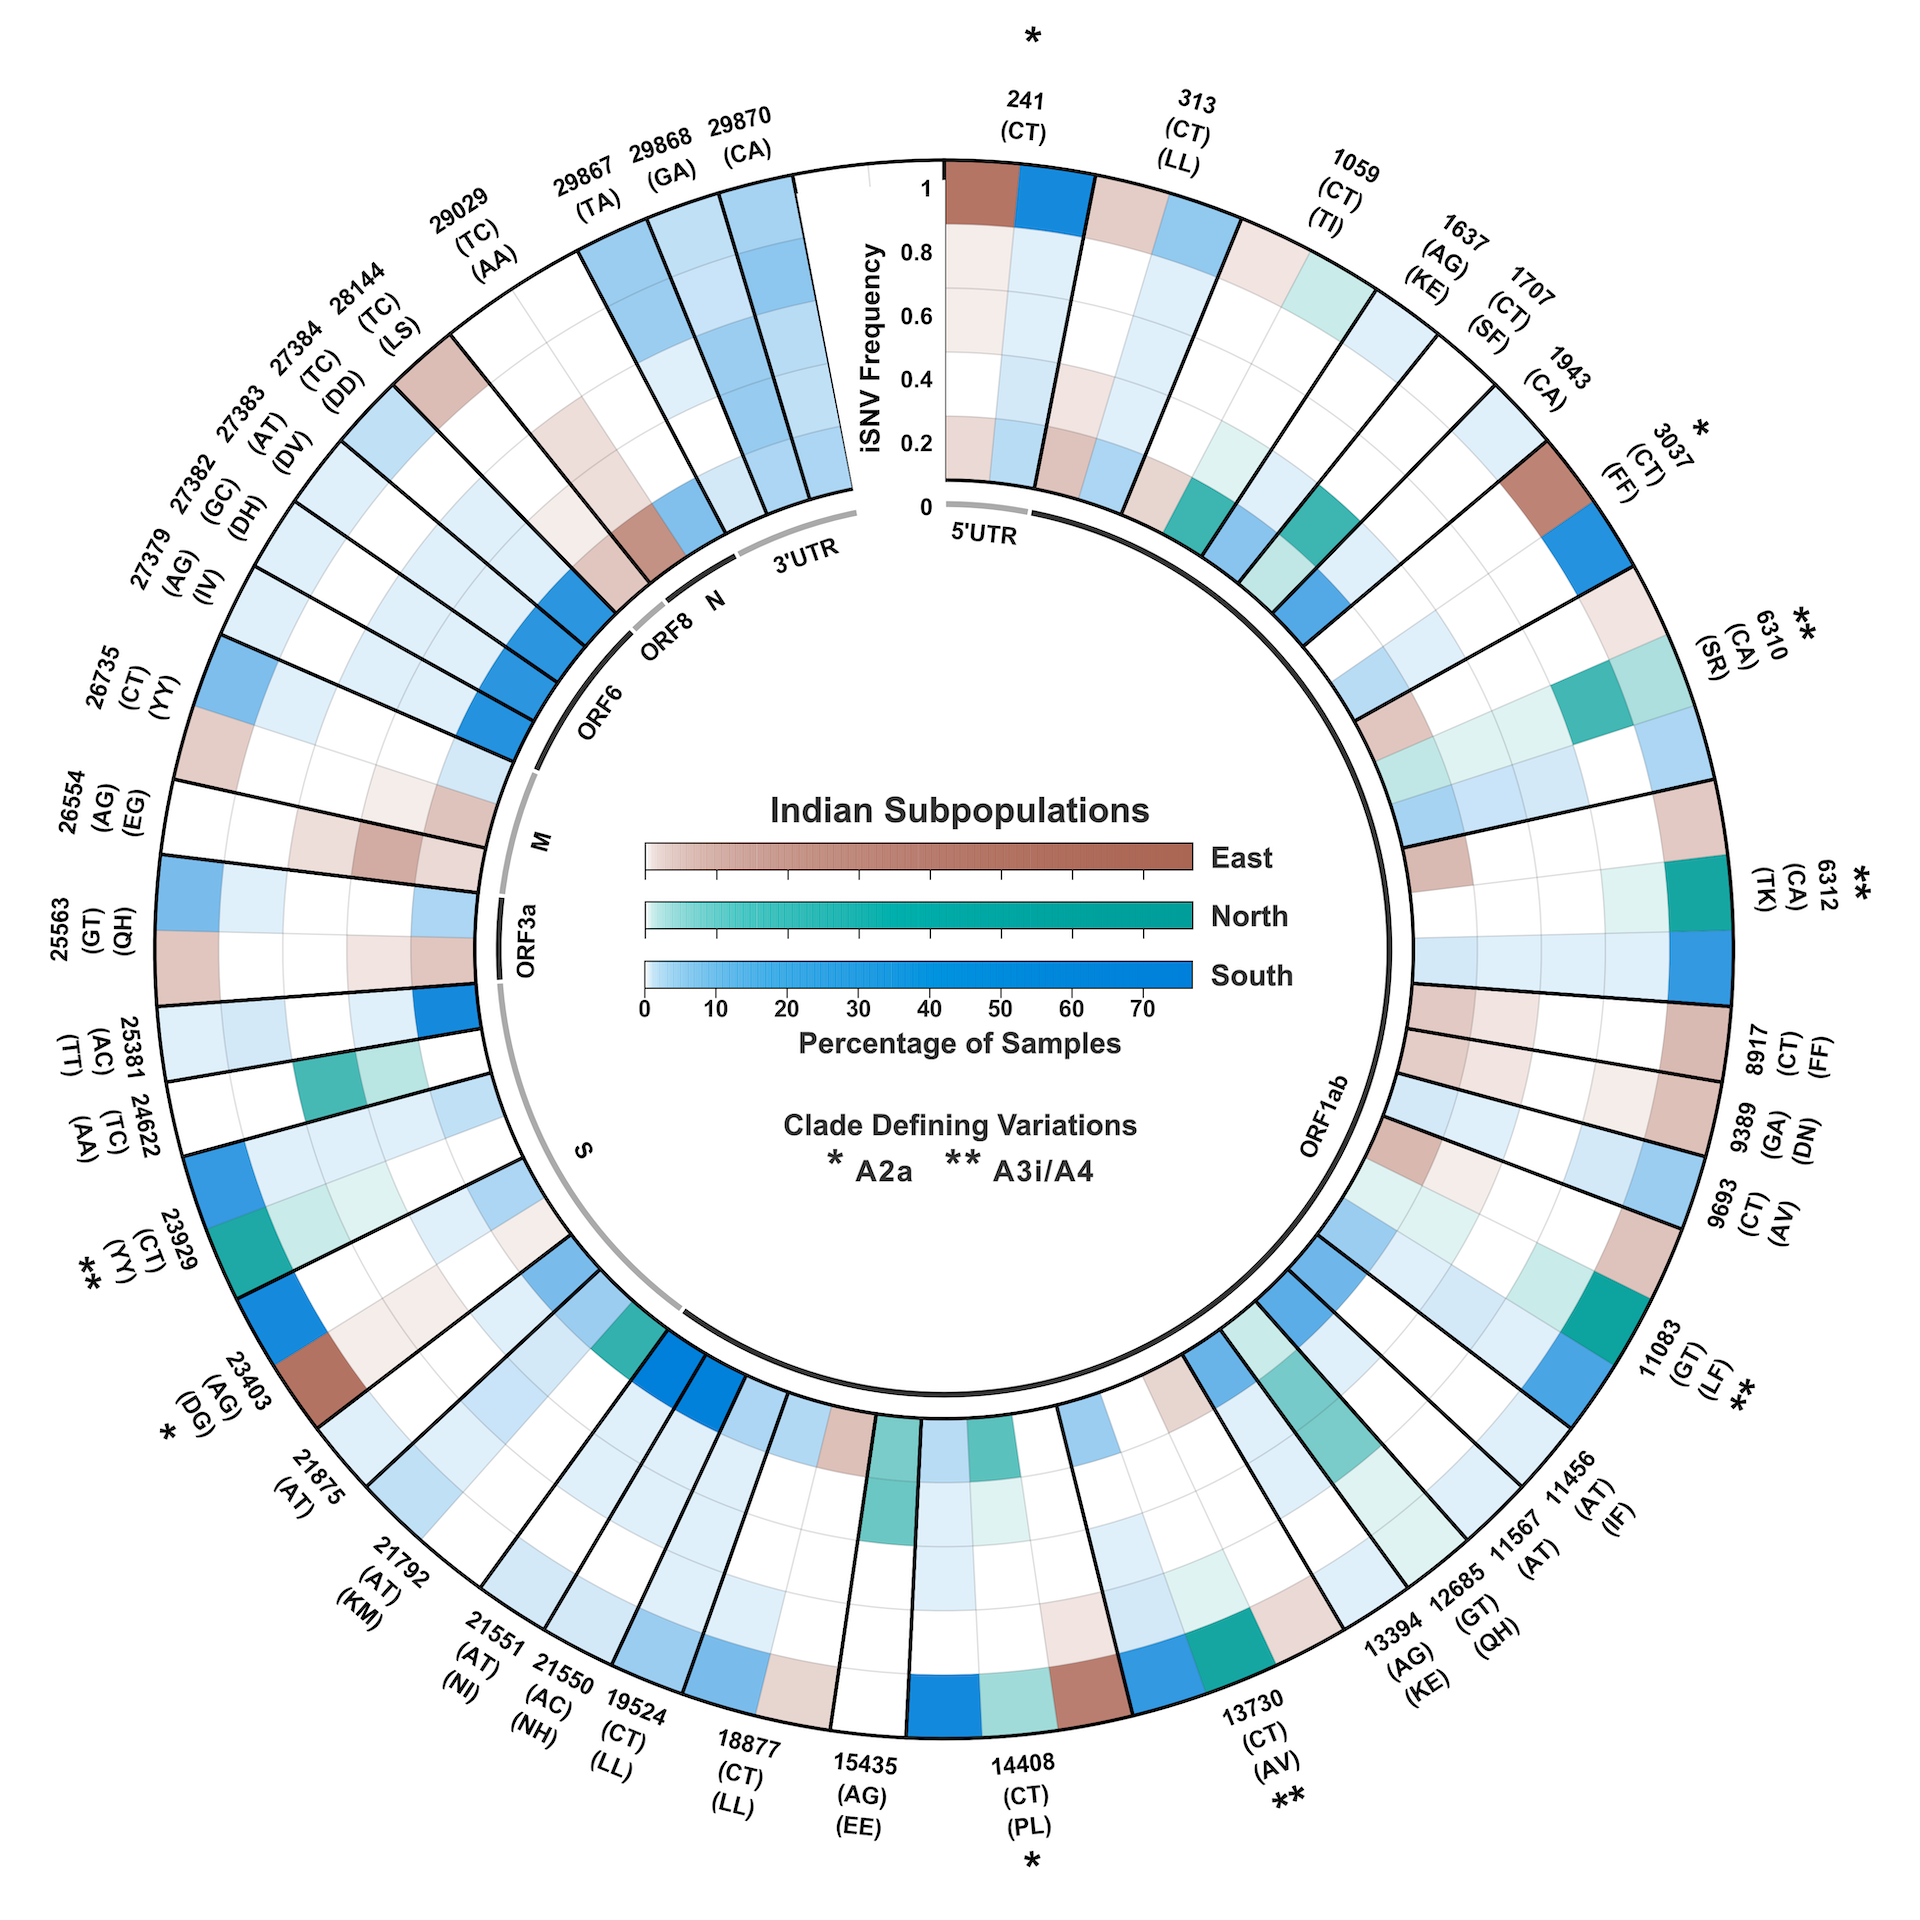 *
241
(CT)
313
(CT)
(LL)
1059
(CT)
(TI)
1637
(AG)
(KE)
1707
(CT)
(SF)
1943
(CA)
*
3037
(CT)
(FF)
**
6310
(CA)
(SR)
**
6312
(CA)
(TK)
8917
(CT)
(FF)
9389
(GA)
(DN)
9693
(CT)
(AV)
11083
(GT)
(LF)
**
11456
(AT)
(IF)
11567
(AT)
12685
(GT)
(QH)
13394
(AG)
(KE)
13730
(CT)
(AV)
**
14408
(CT)
(PL)
*
15435
(AG)
(EE)
18877
(CT)
(LL)
19524
(CT)
(LL)
21550
(AC)
(NH)
21551
(AT)
(NI)
21792
(AT)
(KM)
21875
(AT)
23403
(AG)
(DG)
*
23929
(CT)
(YY)
**
24622
(TC)
(AA)
25381
(AC)
(TT)
25563
(GT)
(QH)
26554
(AG)
(EG)
26735
(CT)
(YY)
27379
(AG)
(IV)
27382
(GC)
(DH)
27383
(AT)
(DV)
27384
(TC)
(DD)
28144
(TC)
(LS)
29029
(TC)
(AA)
29867
(TA)
29868
(GA)
29870
(CA)
iSNV Frequency
1
0.8
0.6
0.4
0.2
0
5'UTR
ORF1ab
S
ORF3a
M
ORF6
ORF8
N
3'UTR
Indian Subpopulations
East
North
South
0 10 20 30 40 50 60 70
Percentage of Samples
Clade Defining Variations
* A2a ** A3i/A4